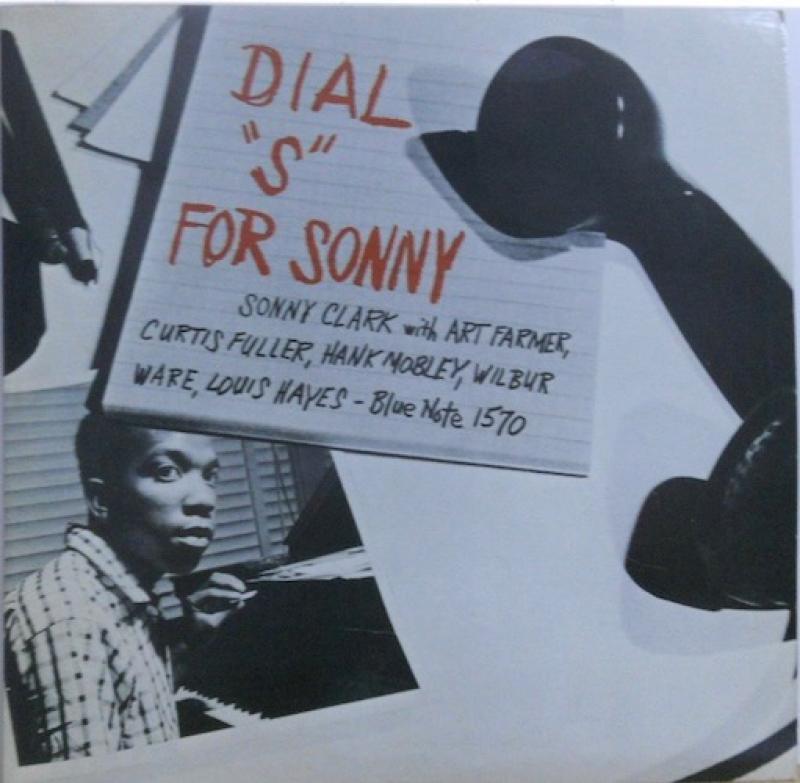 DIAL
"S"
FOR SONNY
SONNY CLARK with ART FARMER,
CURTIS FULLER, HANK MOBLEY, WILBUR
WARE, LOUIS HAYES - Blue Note 1570